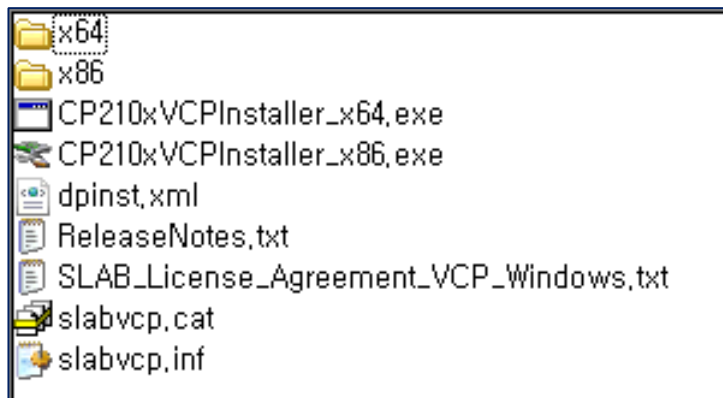 x64
x86
CP210xVCPInstaller_x64.exe
CP210xVCPInstaller_x86.exe
dpinst.xml
ReleaseNotes.txt
SLAB_License_Agreement_VCP_Windows.txt
slabvcp.cat
slabvcp.inf